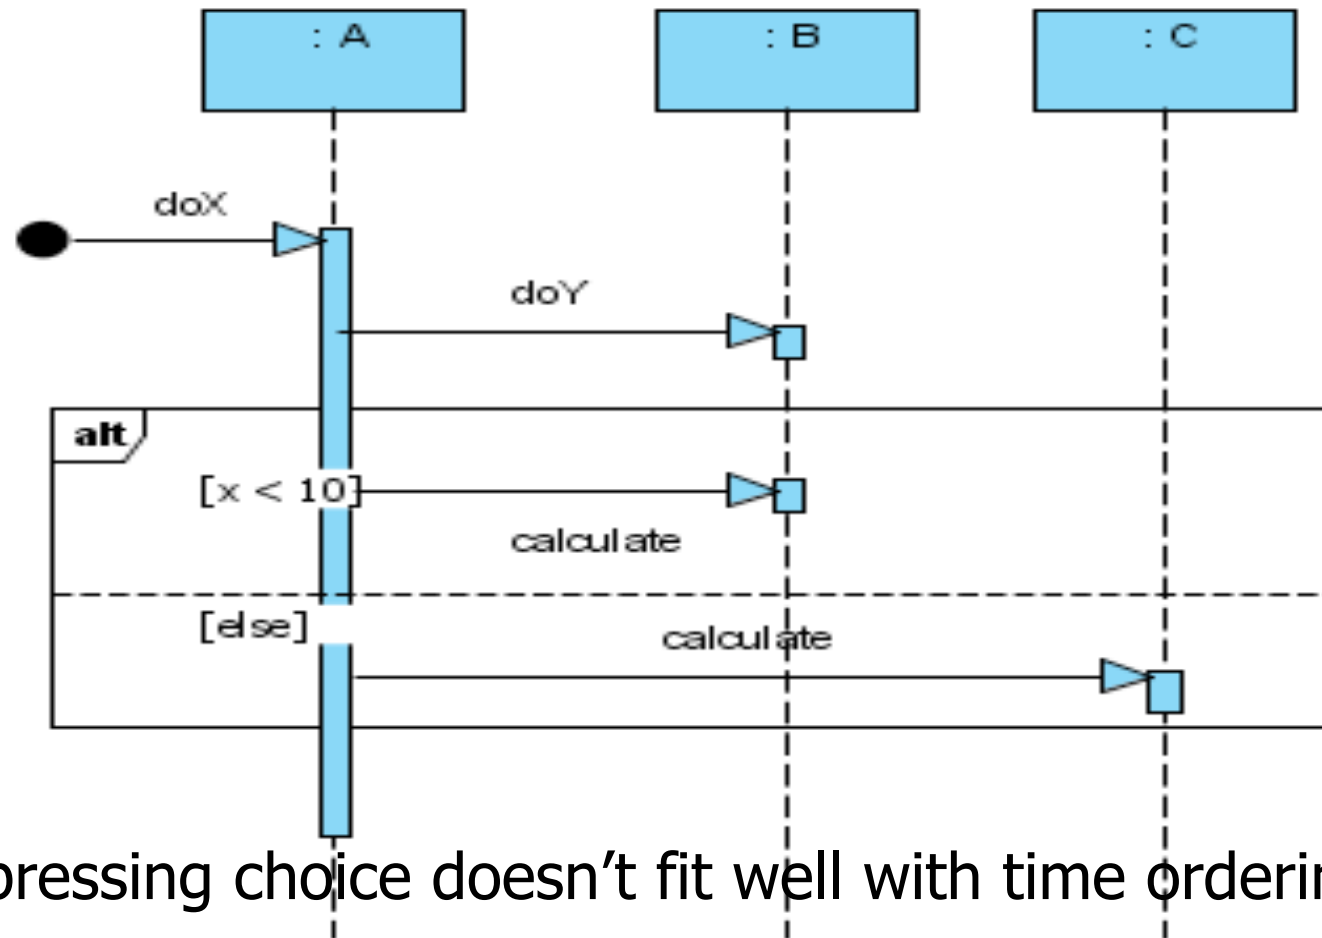 : A
: B
: C
doX
doY
alt
[x < 10]
calculate
[else]
calculate
pressing choice doesn’t fit well with time orderin